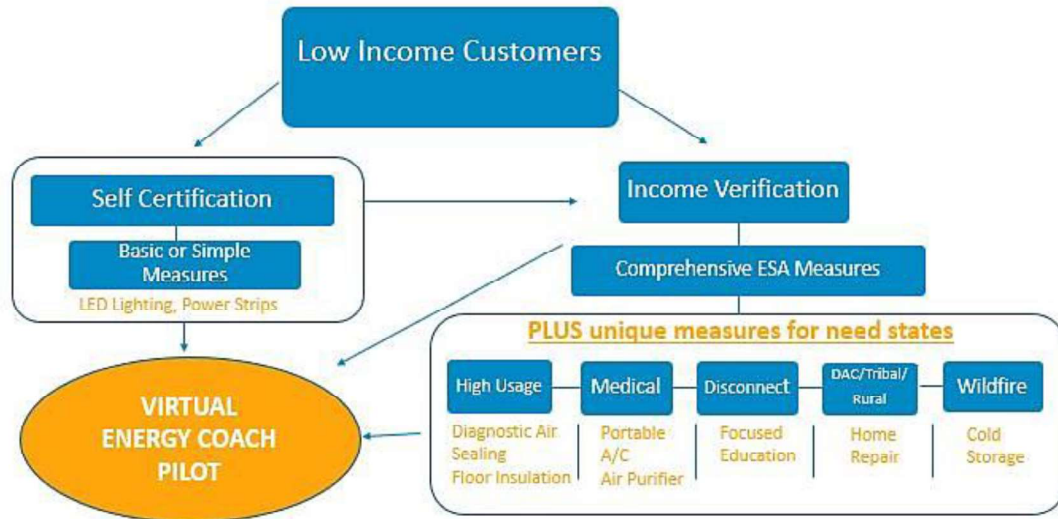 Low Income Customers
Self Certification
Basic or Simple
Measures
LED Lighting, Power Strips
Income Verification
Comprehensive ESA Measures
PLUS unique measures for need states
High Usage
Medical
Disconnect
DAC/Tribal/
Rural
Wildfire
Diagnostic Air
Sealing
Floor Insulation
Portable
A/C
Air Purifier
Focused
Education
Home
Repair
Cold
Storage
VIRTUAL
ENERGY COACH
PILOT